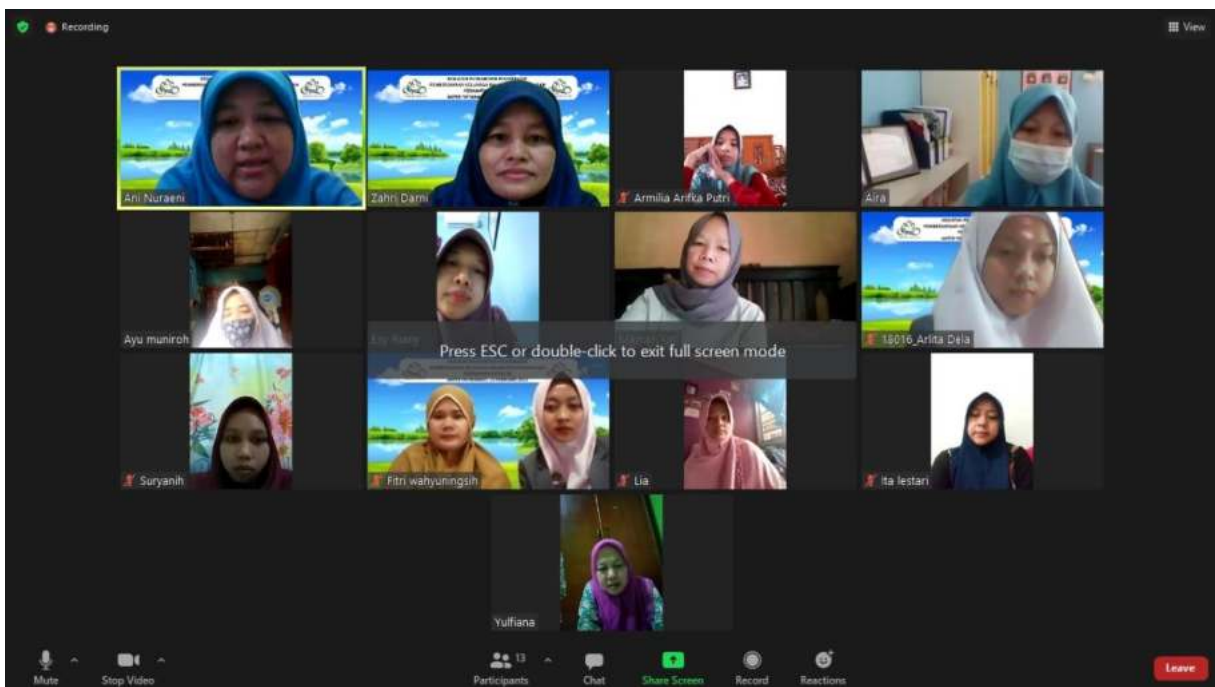 Recording
View
Ani Nuraeni
Zahri Darni
Armilia Arifka Putri
Aira
Ayu muniroh
Press ESC or double-click to exit full screen mode
18016_Arlita Dela
Suryanih
Fitri wahyuningsih
Lia
Ita lestari
Yulfiana
Mute
Stop Video
13
Participants
Chat
Share Screen
Record
Reactions
Leave